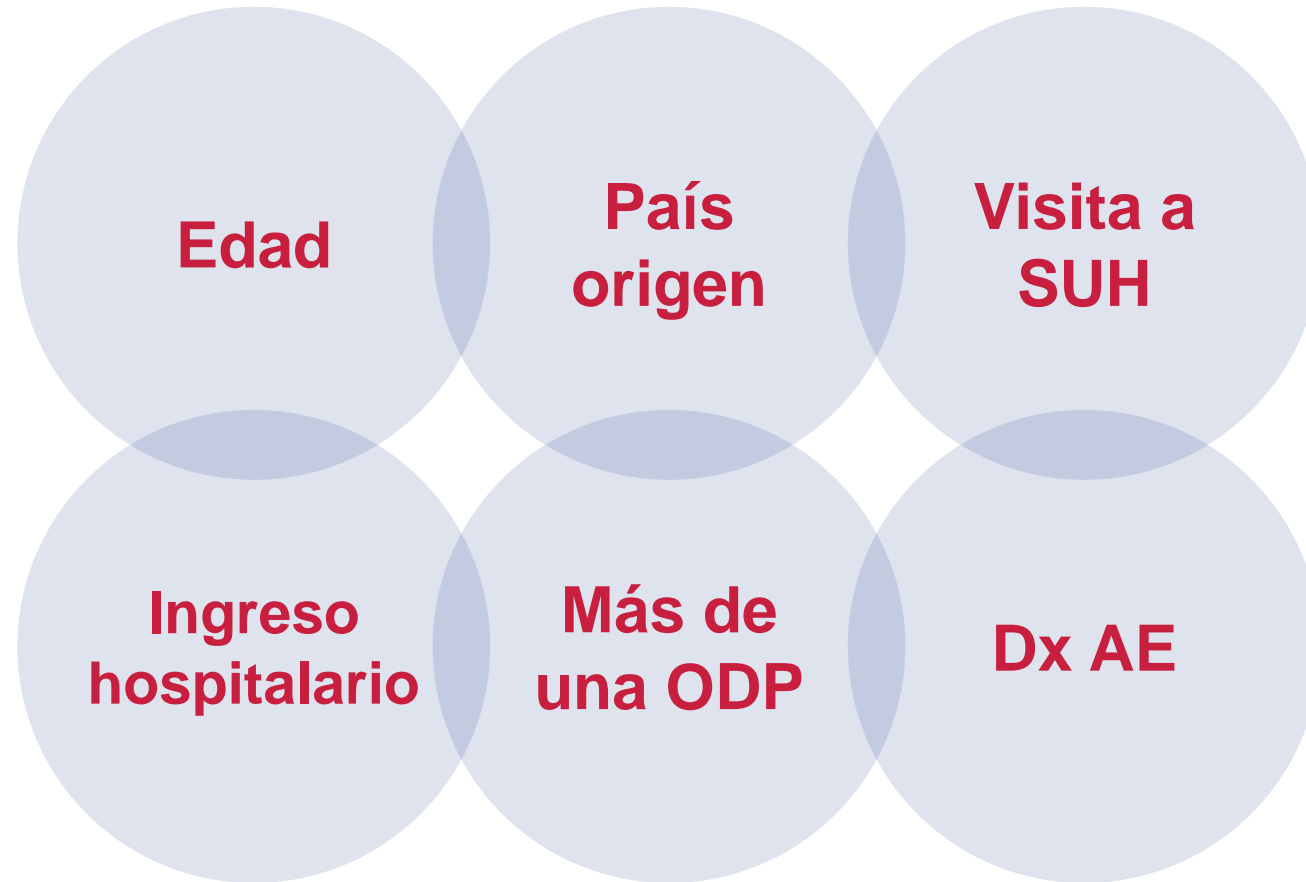 Edad
País
origen
Visita a
SUH
Ingreso
hospitalario
Más de
una ODP
Dx AE